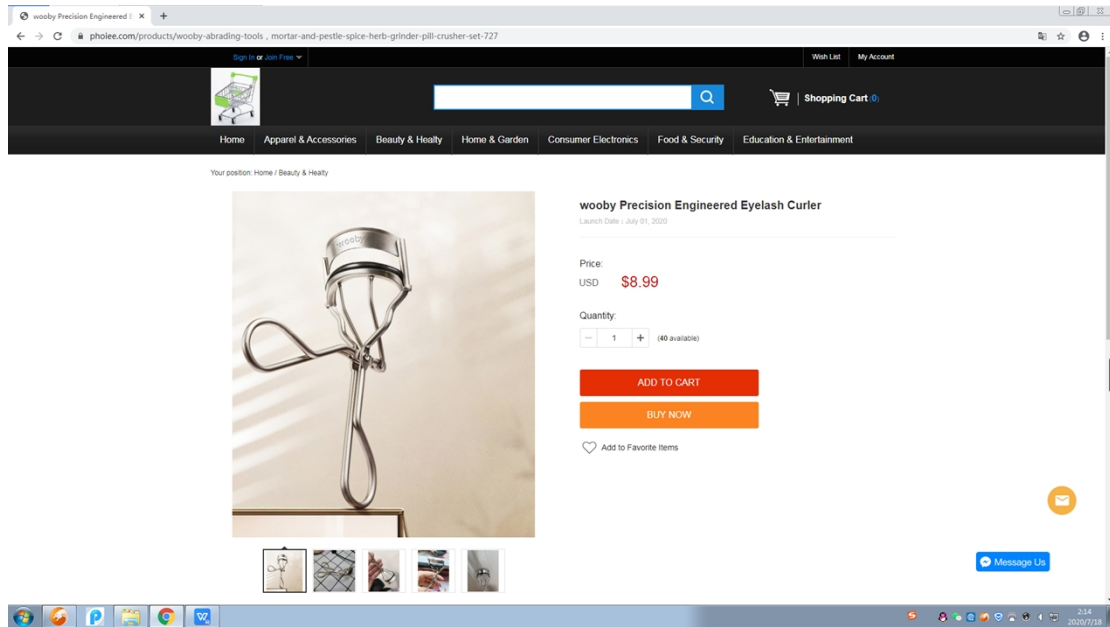 wooby Precision Engineered E
phoiee.com/products/wooby-abrading-tools , mortar-and-pestle-spice-herb-grinder-pill-crusher-set-727
Sign In or Join Free
Wish List My Account
Shopping Cart (0)
Home Apparel & Accessories Beauty & Healty Home & Garden Consumer Electronics Food & Security Education & Entertainment
Your position: Home / Beauty & Healty
wooby
wooby Precision Engineered Eyelash Curler
Launch Date : July 01, 2020
Price:
USD $8.99
Quantity:
1 (40 available)
ADD TO CART
BUY NOW
Add to Favorite Items
Message Us
2:14
2020/7/18